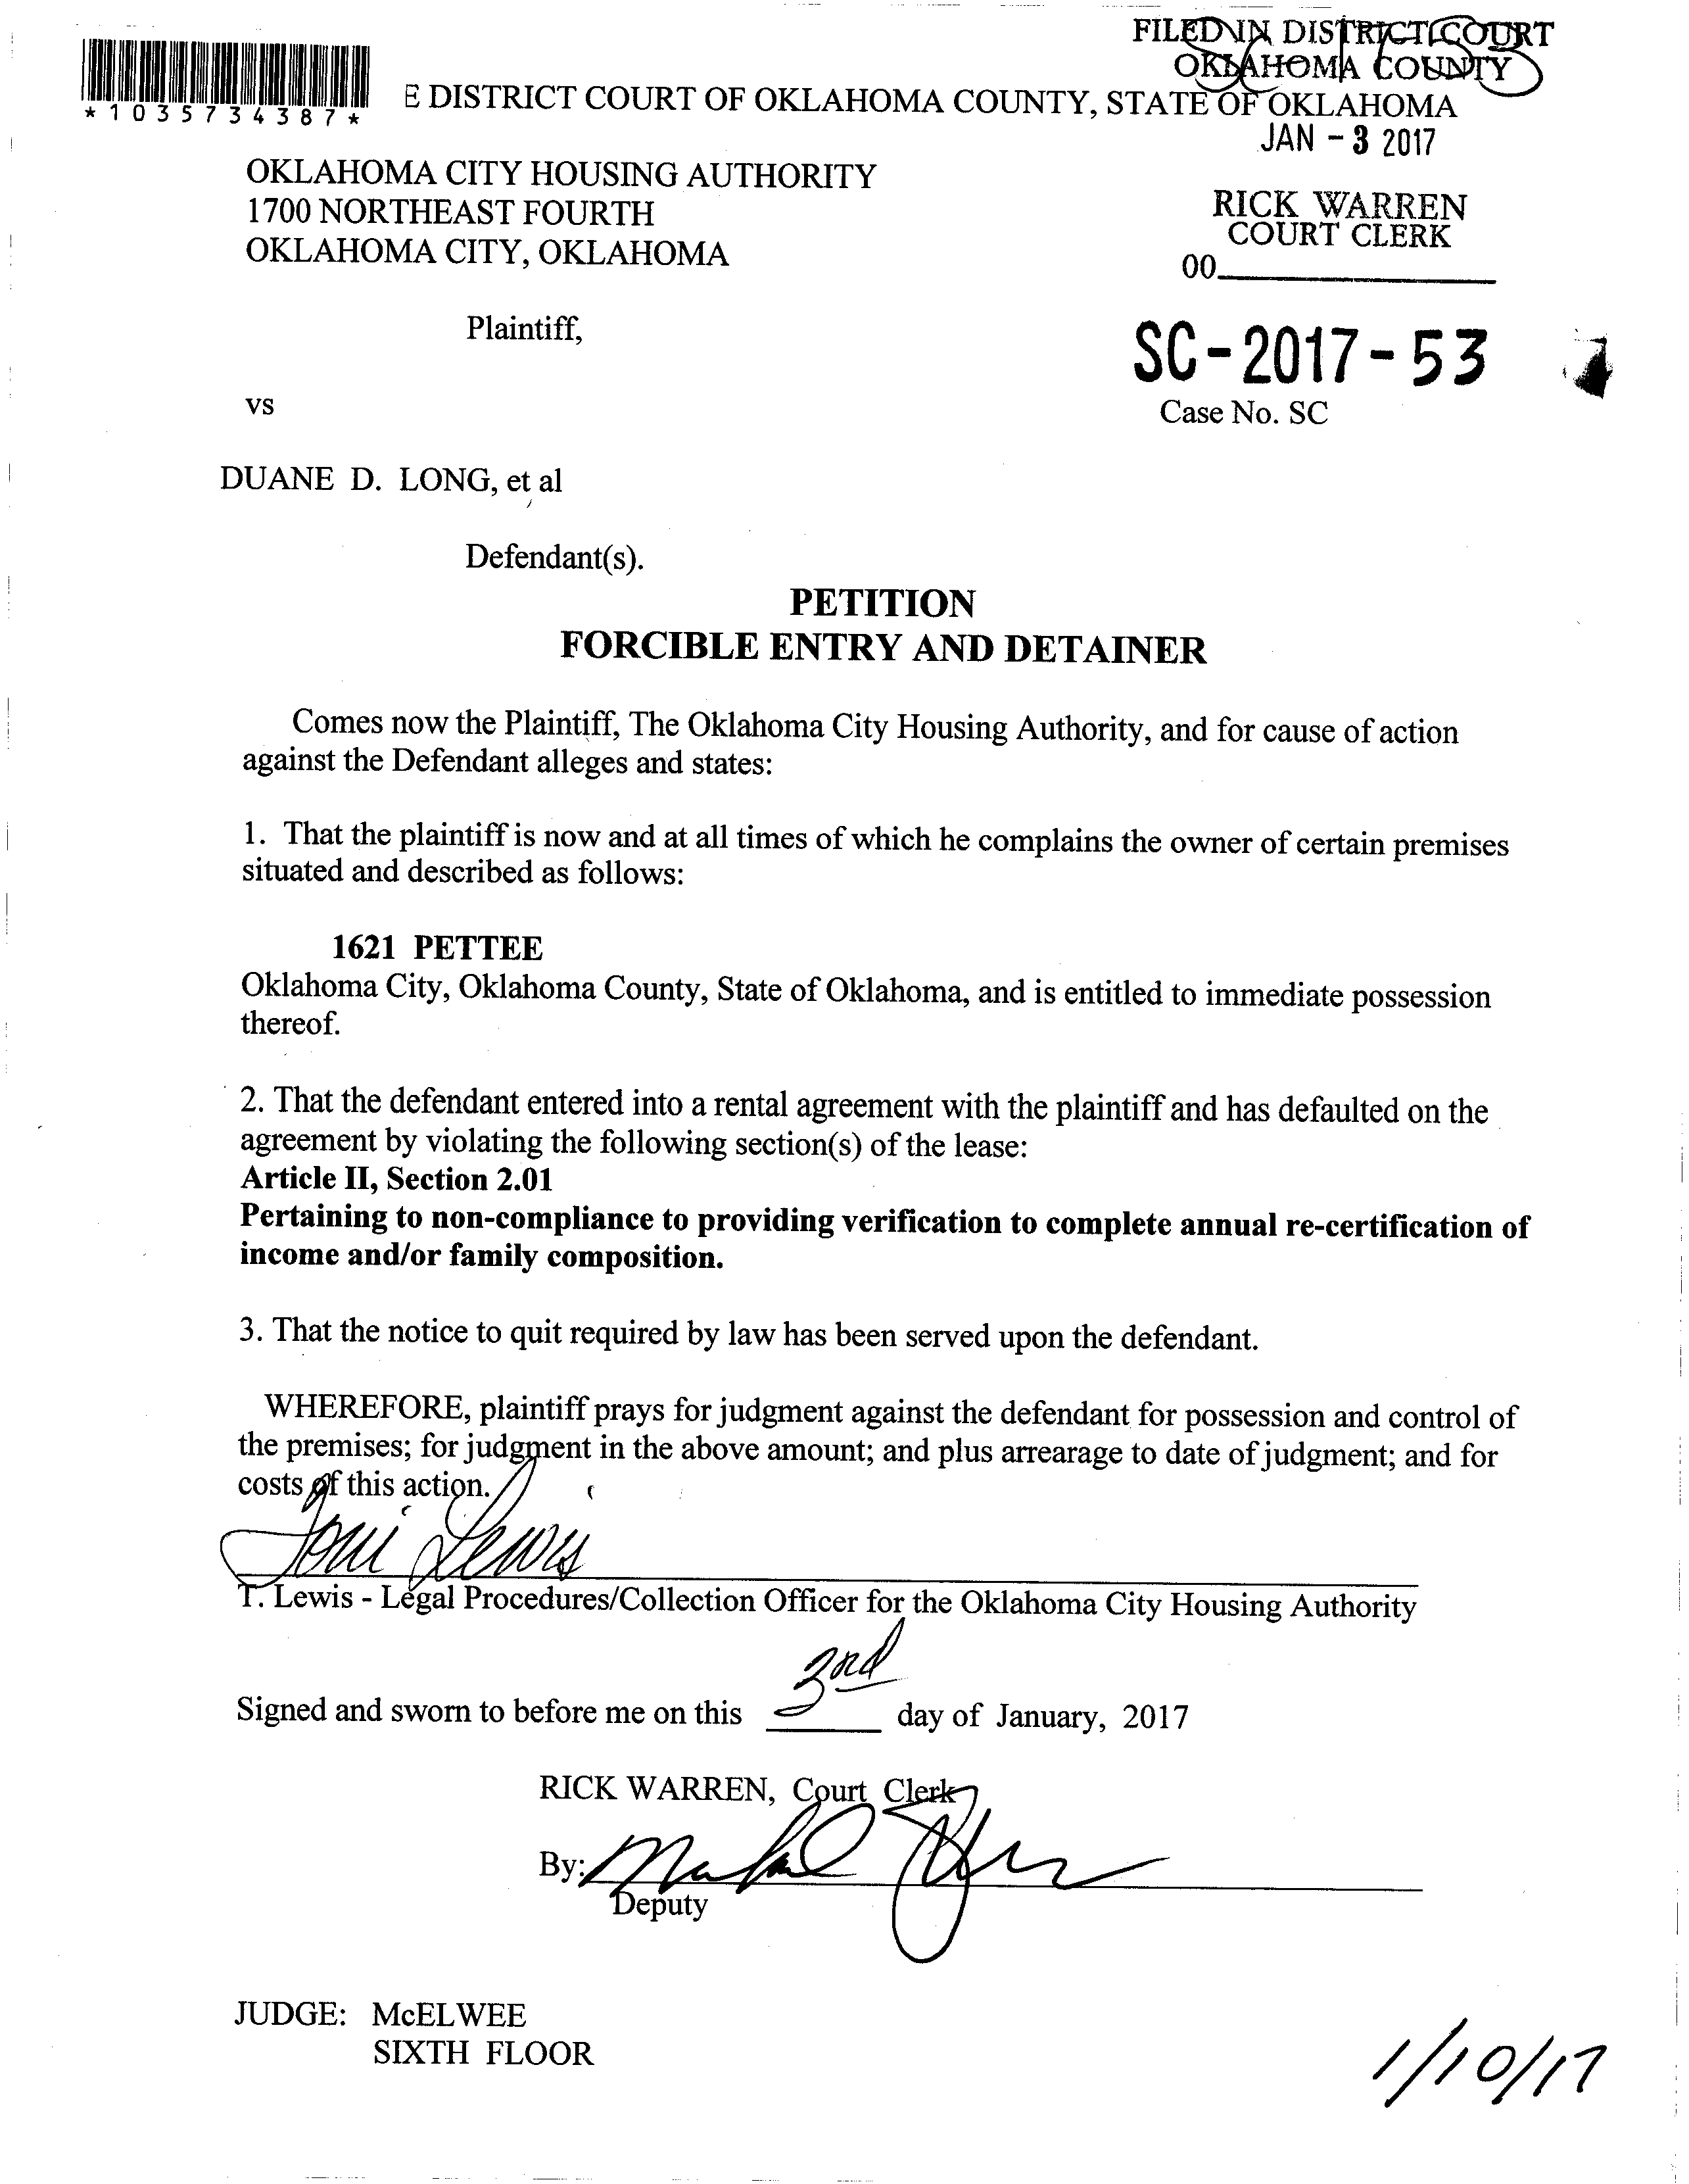 FILED IN DISTRICT COURT
OKLAHOMA COUNTY
*1035734387*
E DISTRICT COURT OF OKLAHOMA COUNTY, STATE OF OKLAHOMA
JAN - 3 2017
OKLAHOMA CITY HOUSING AUTHORITY
1700 NORTHEAST FOURTH
OKLAHOMA CITY, OKLAHOMA
RICK WARREN
COURT CLERK
00
Plaintiff,
SC-2017-53
vs
Case No. SC
DUANE D. LONG, et al
Defendant(s).
PETITION
FORCIBLE ENTRY AND DETAINER
Comes now the Plaintiff, The Oklahoma City Housing Authority, and for cause of action
against the Defendant alleges and states:
1. That the plaintiff is now and at all times of which he complains the owner of certain premises
situated and described as follows:
1621 PETTEE
Oklahoma City, Oklahoma County, State of Oklahoma, and is entitled to immediate possession
thereof.
2. That the defendant entered into a rental agreement with the plaintiff and has defaulted on the
agreement by violating the following section(s) of the lease:
Article II, Section 2.01
Pertaining to non-compliance to providing verification to complete annual re-certification of
income and/or family composition.
3. That the notice to quit required by law has been served upon the defendant.
WHEREFORE, plaintiff prays for judgment against the defendant for possession and control of
the premises; for judgment in the above amount; and plus arrearage to date of judgment; and for
costs of this action.
Toni Lewis
T. Lewis - Legal Procedures/Collection Officer for the Oklahoma City Housing Authority
Signed and sworn to before me on this 3rd day of January, 2017
RICK WARREN, Court Clerk
By:
Deputy
JUDGE: McELWEE
SIXTH FLOOR
1/10/17